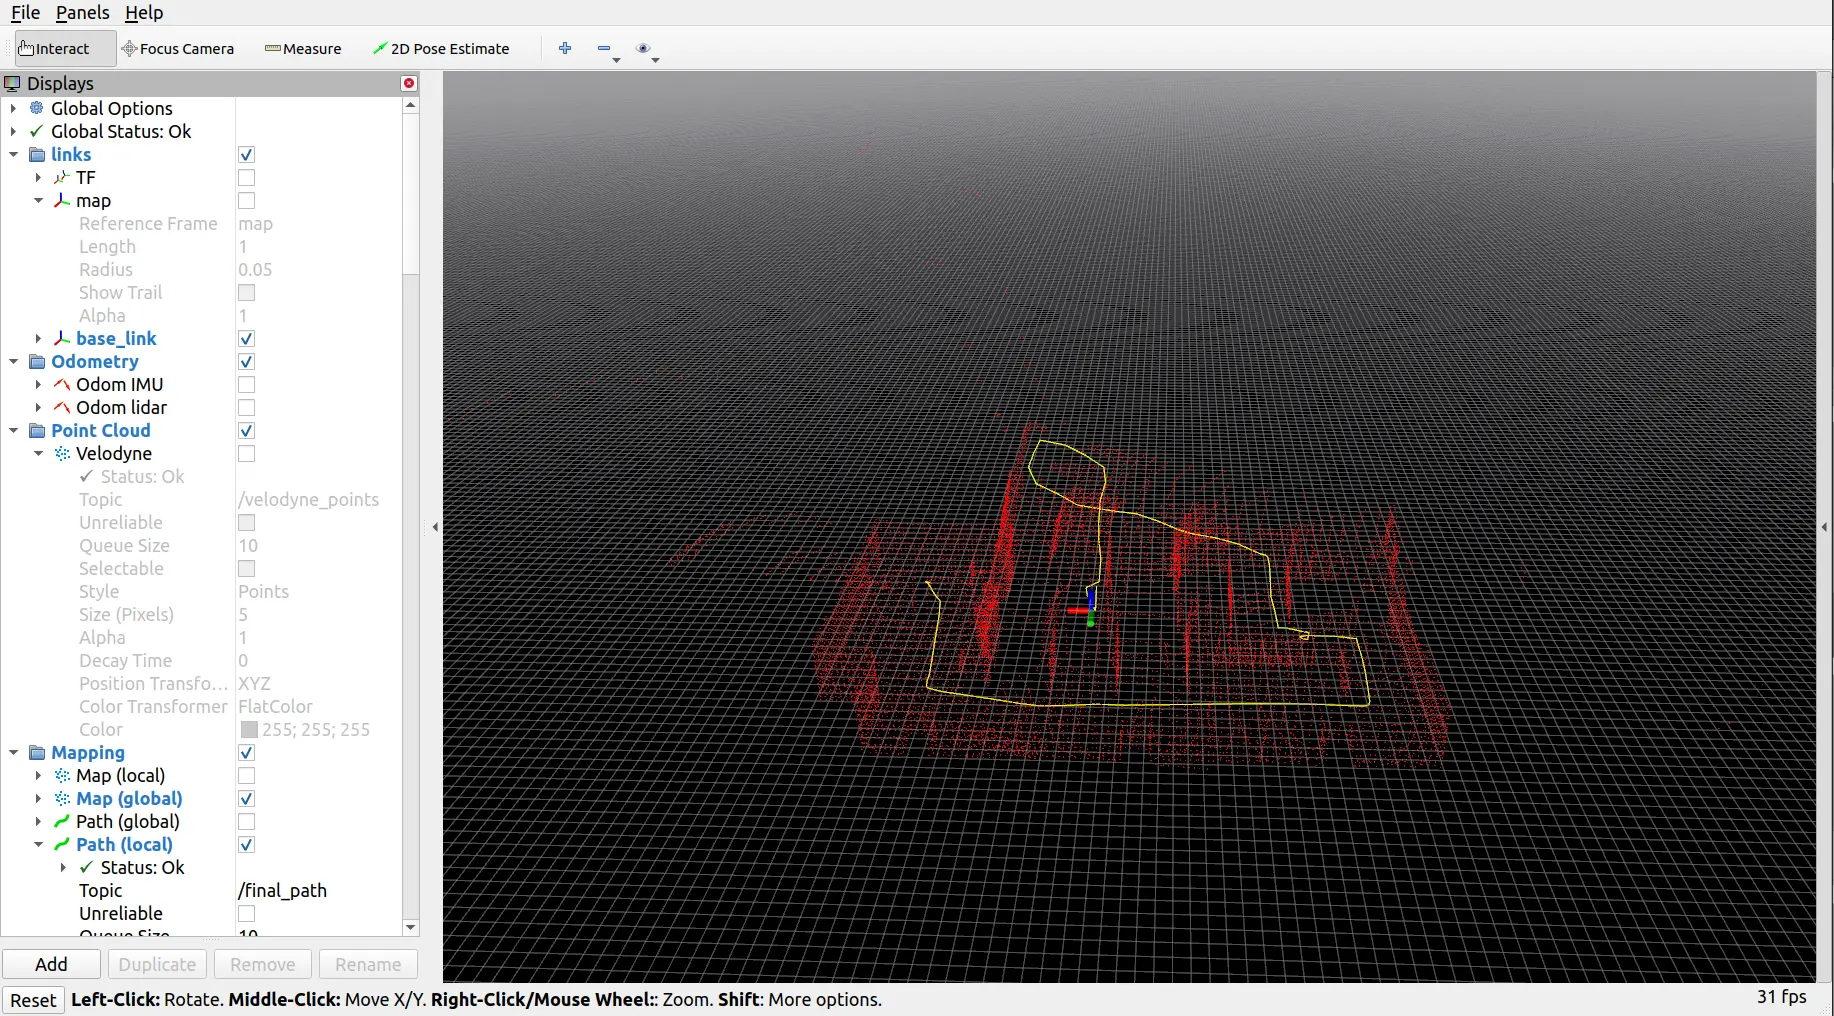 File Panels Help
Interact Focus Camera Measure 2D Pose Estimate
Displays
Global Options
Global Status: Ok
links
TF
map
Reference Frame map
Length 1
Radius 0.05
Show Trail
Alpha 1
base_link
Odometry
Odom IMU
Odom lidar
Point Cloud
Velodyne
Status: Ok
Topic /velodyne_points
Unreliable
Queue Size 10
Selectable
Style Points
Size (Pixels) 5
Alpha 1
Decay Time 0
Position Transfo... XYZ
Color Transformer FlatColor
Color 255; 255; 255
Mapping
Map (local)
Map (global)
Path (global)
Path (local)
Status: Ok
Topic /final_path
Unreliable
Queue Size 10
Add Duplicate Remove Rename
Reset Left-Click: Rotate. Middle-Click: Move X/Y. Right-Click/Mouse Wheel:: Zoom. Shift: More options. 31 fps